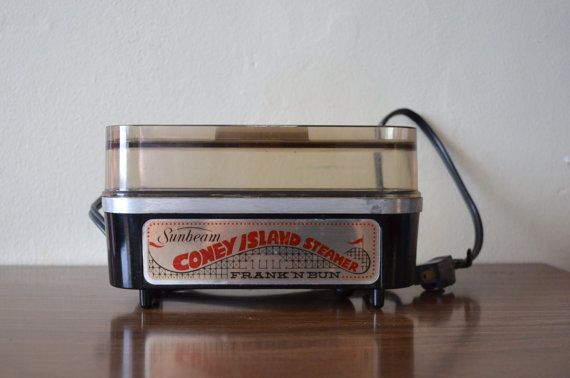 Sunbeam
CONEY ISLAND STEAMER
FRANK 'N BUN